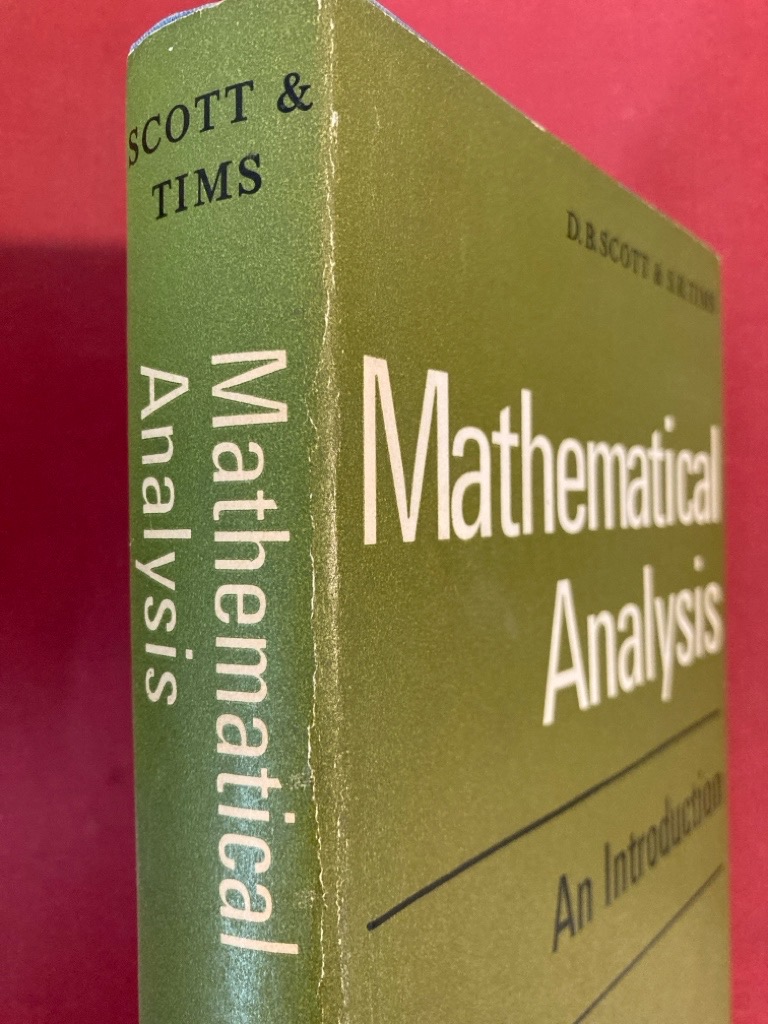 SCOTT &
TIMS
Mathematical
Analysis
D.B. SCOTT & S.R. TIMS
Mathematical
Analysis
An Introduction